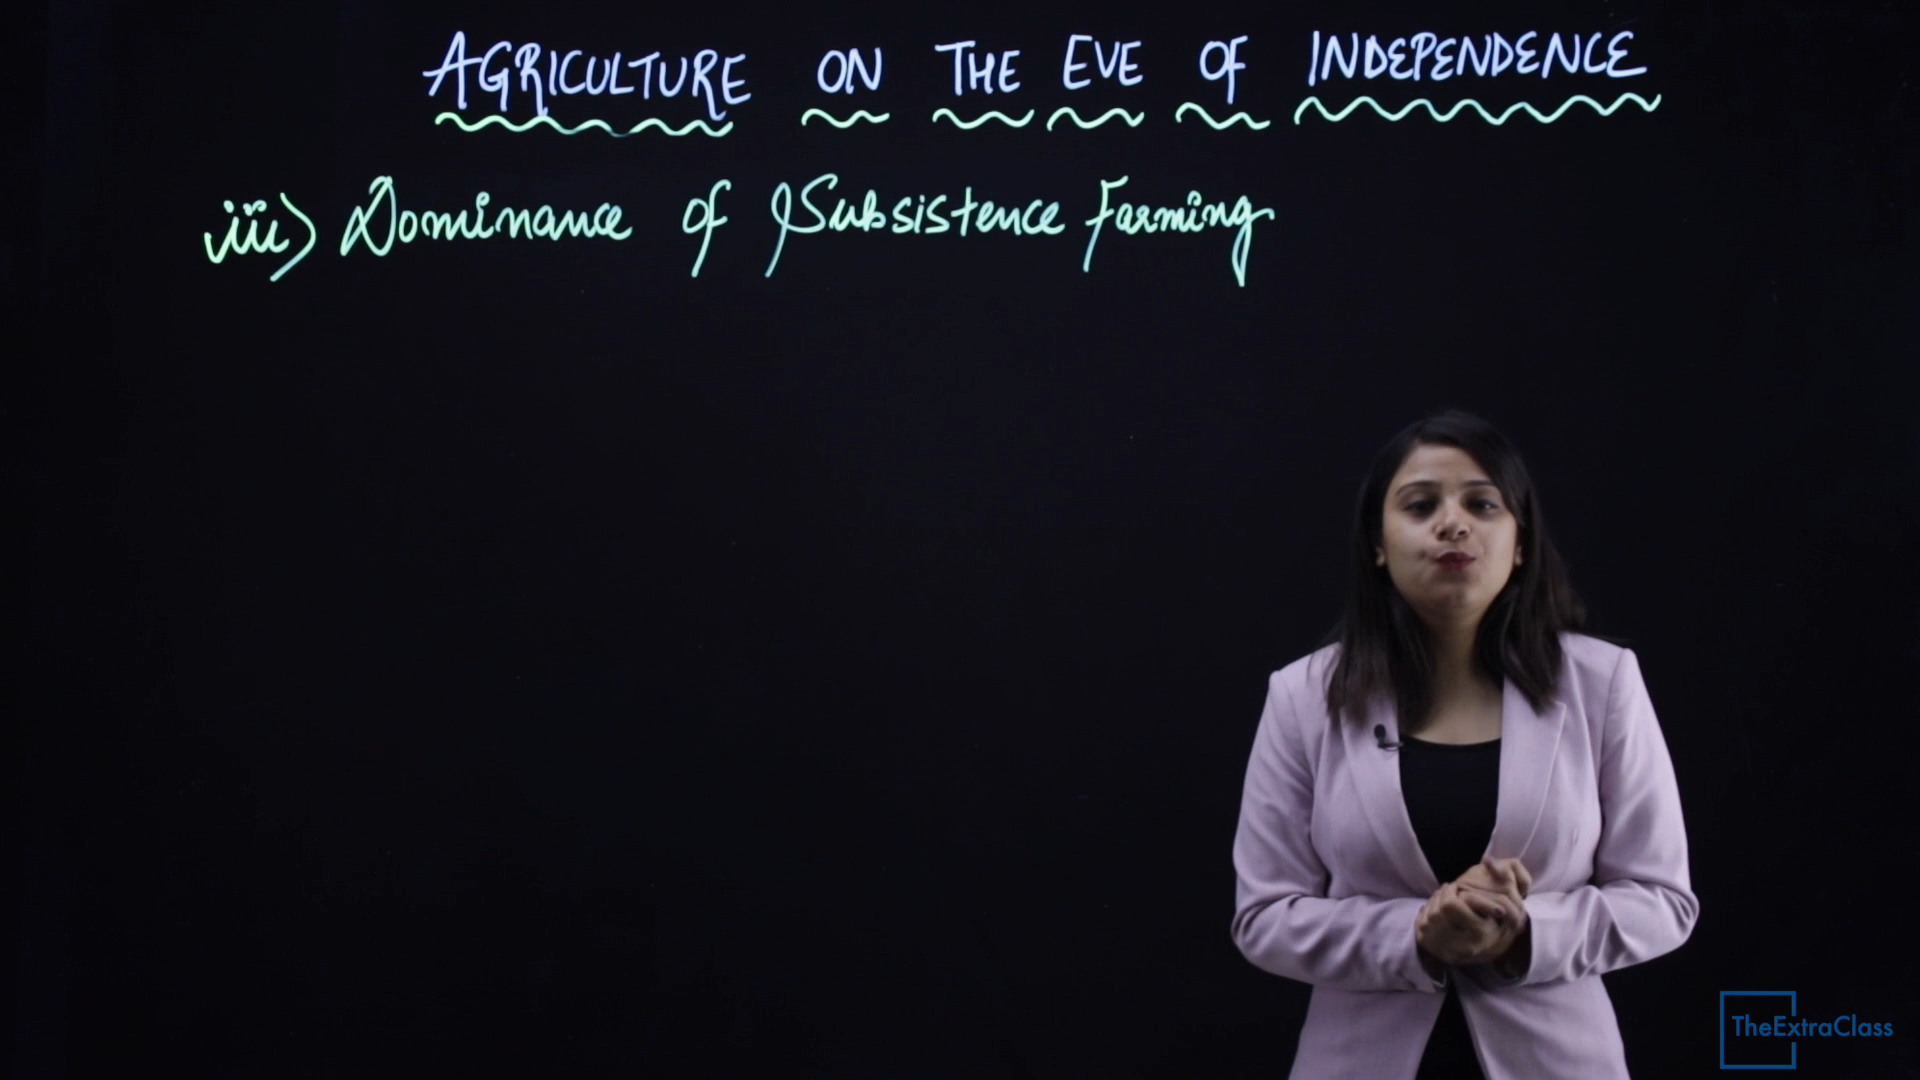 AGRICULTURE ON THE EVE OF INDEPENDENCE
iii) Dominance of Subsistence Farming
TheExtraClass